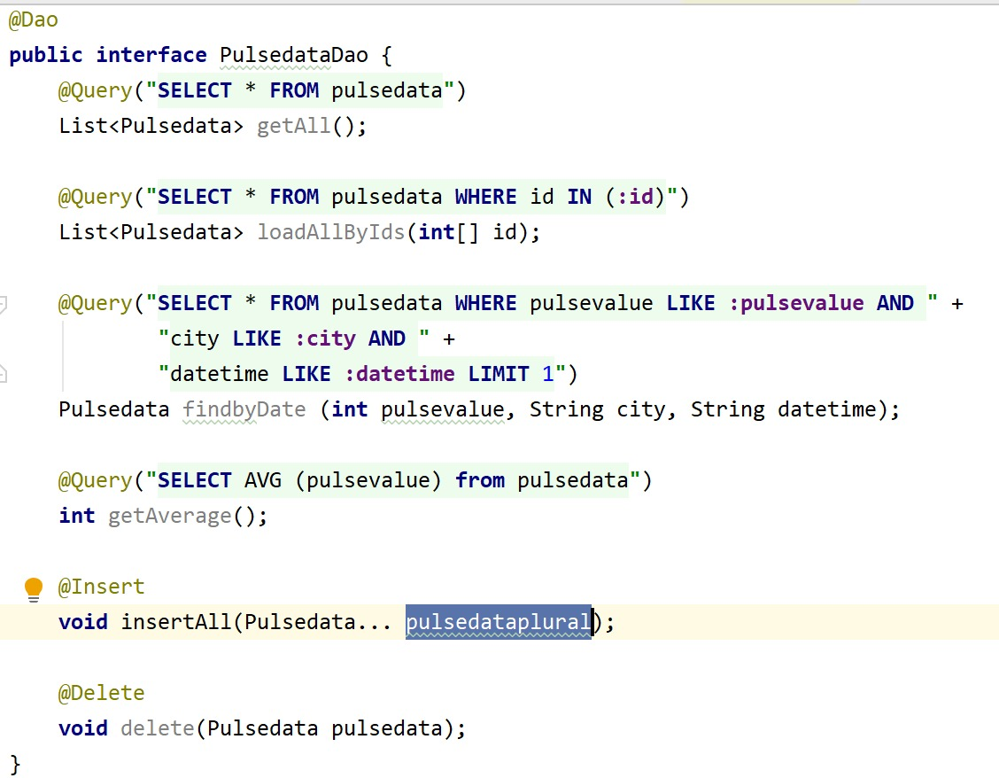 @Dao
public interface PulsedataDao {
    @Query("SELECT * FROM pulsedata")
    List<Pulsedata> getAll();

    @Query("SELECT * FROM pulsedata WHERE id IN (:id)")
    List<Pulsedata> loadAllByIds(int[] id);

    @Query("SELECT * FROM pulsedata WHERE pulsevalue LIKE :pulsevalue AND " +
            "city LIKE :city AND " +
            "datetime LIKE :datetime LIMIT 1")
    Pulsedata findbyDate (int pulsevalue, String city, String datetime);

    @Query("SELECT AVG (pulsevalue) from pulsedata")
    int getAverage();

    @Insert
    void insertAll(Pulsedata... pulsedataplural);

    @Delete
    void delete(Pulsedata pulsedata);
}